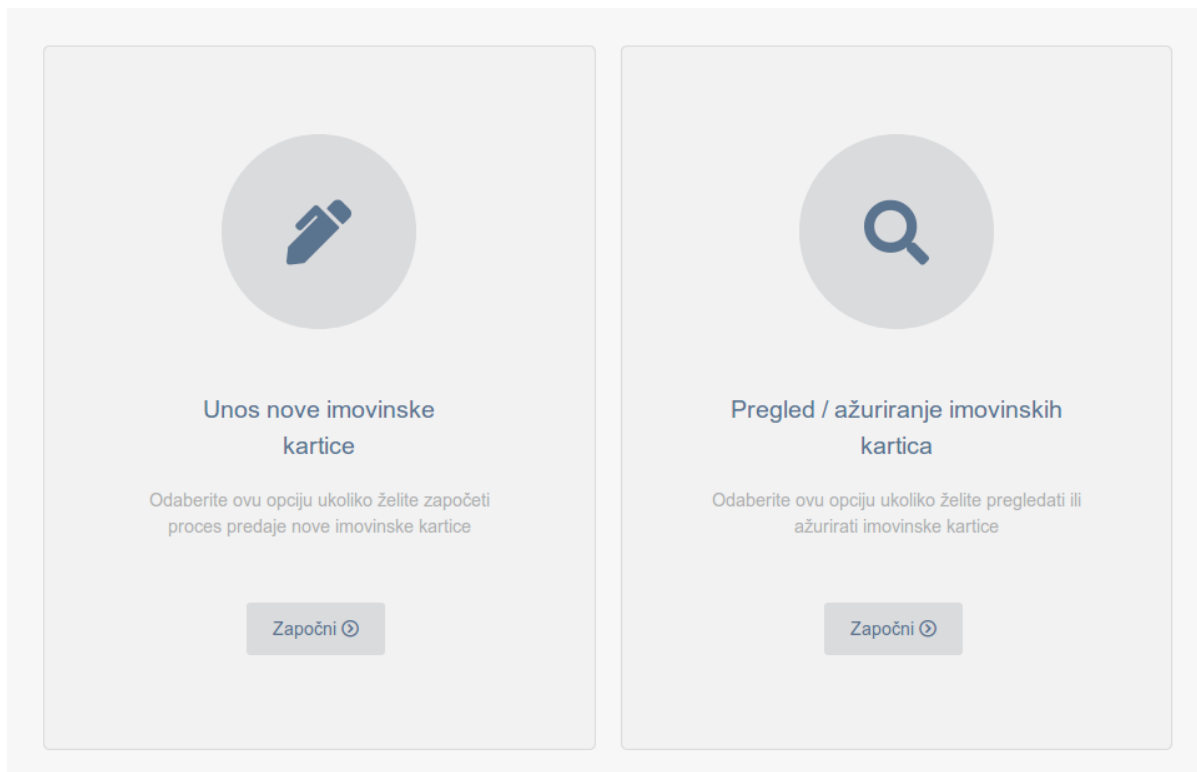 Unos nove imovinske
kartice
Odaberite ovu opciju ukoliko želite započeti
proces predaje nove imovinske kartice
Započni
Pregled / ažuriranje imovinskih
kartica
Odaberite ovu opciju ukoliko želite pregledati ili
ažurirati imovinske kartice
Započni